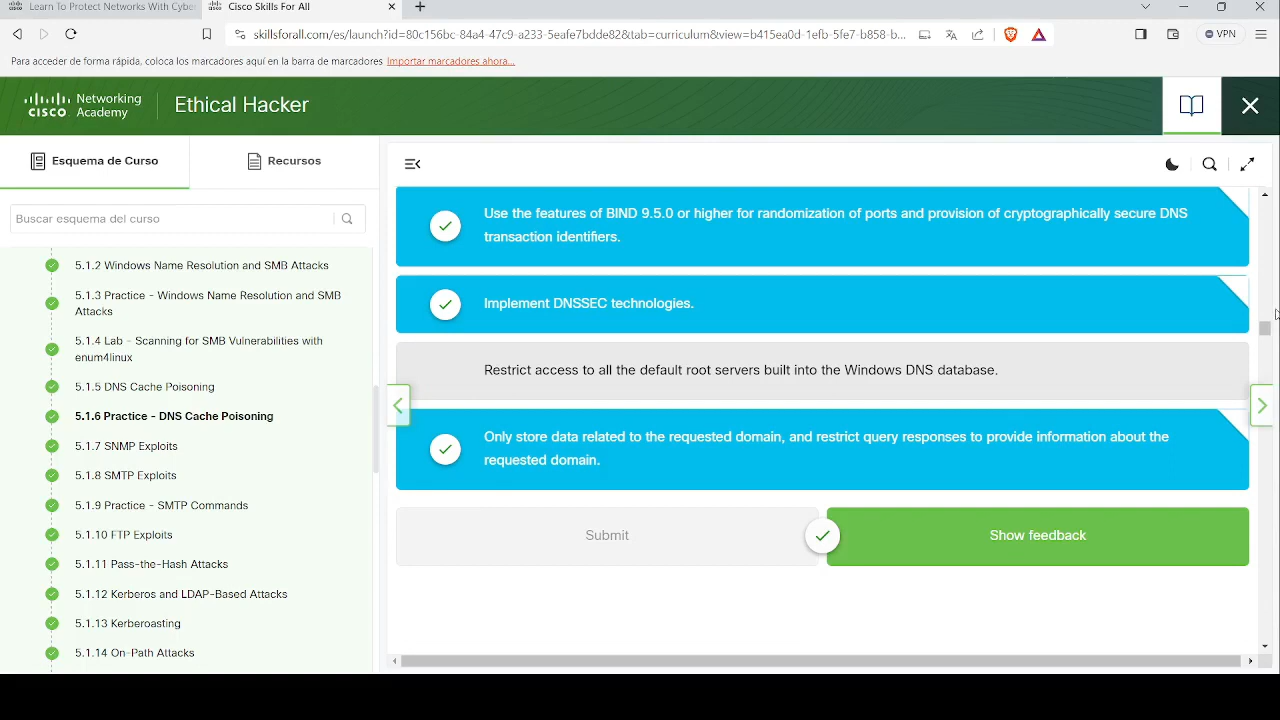 Learn To Protect Networks With Cybe
Cisco Skills For All
skillsforall.com/es/launch?id=80c156bc-84a4-47c9-a233-5eafe7bdde82&tab=curriculum&view=b415ea0d-1efb-5fe7-b858-b...
VPN
Para acceder de forma rápida, coloca los marcadores aquí en la barra de marcadores Importar marcadores ahora...
cisco Networking Academy
Ethical Hacker
Esquema de Curso
Recursos
Buscar esquema del curso
5.1.2 Windows Name Resolution and SMB Attacks
5.1.3 Practice - Windows Name Resolution and SMB
Attacks
5.1.4 Lab - Scanning for SMB Vulnerabilities with
enum4linux
5.1.5 DNS Cache Poisoning
5.1.6 Practice - DNS Cache Poisoning
5.1.7 SNMP Exploits
5.1.8 SMTP Exploits
5.1.9 Practice - SMTP Commands
5.1.10 FTP Exploits
5.1.11 Pass-the-Hash Attacks
5.1.12 Kerberos and LDAP-Based Attacks
5.1.13 Kerberoasting
5.1.14 On-Path Attacks
Use the features of BIND 9.5.0 or higher for randomization of ports and provision of cryptographically secure DNS
transaction identifiers.
Implement DNSSEC technologies.
Restrict access to all the default root servers built into the Windows DNS database.
Only store data related to the requested domain, and restrict query responses to provide information about the
requested domain.
Submit
Show feedback